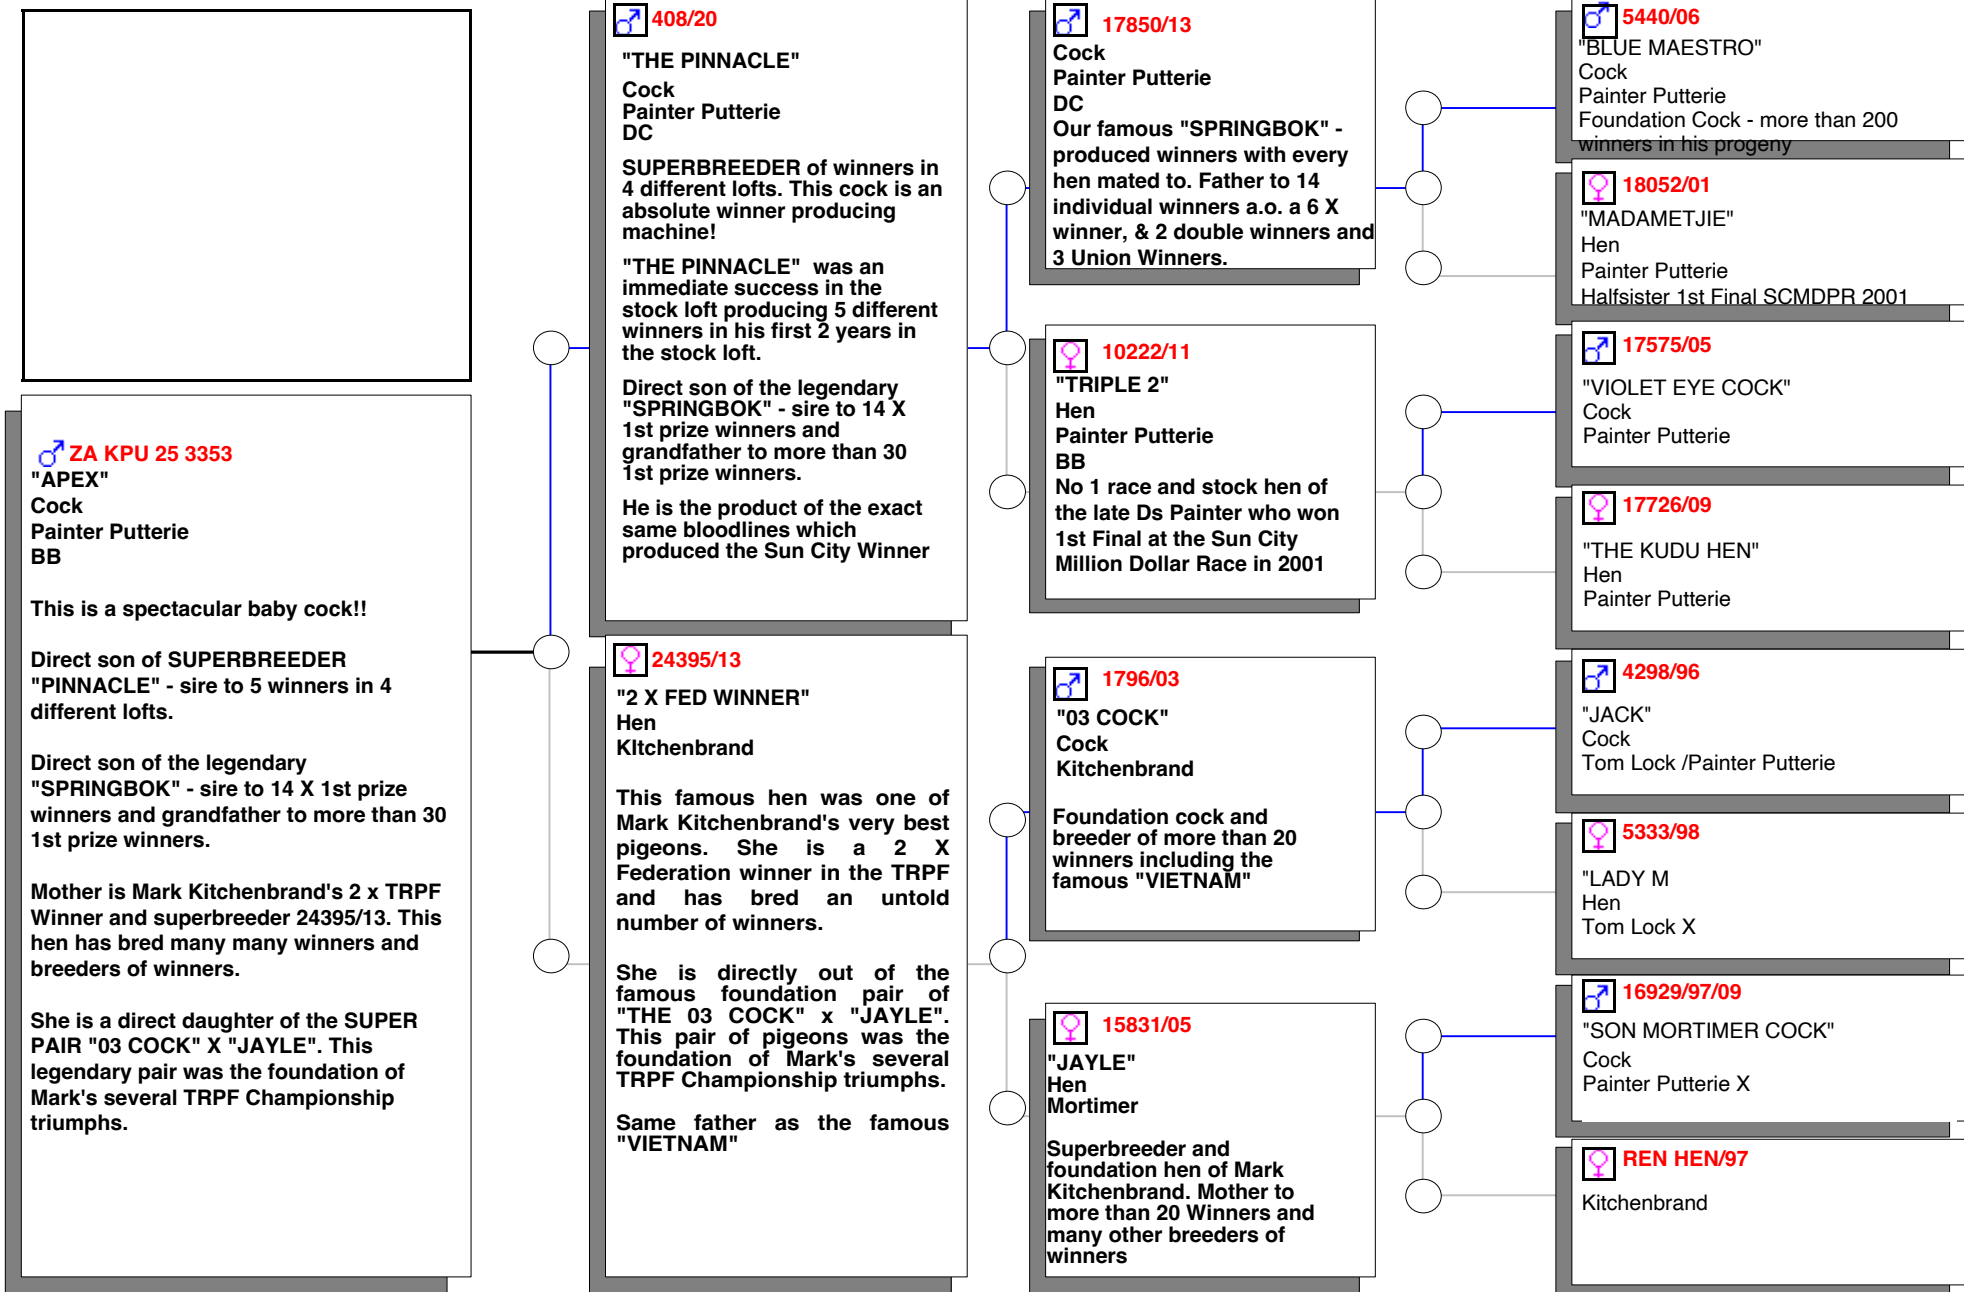 ZA KPU 25 3353
"APEX"
Cock
Painter Putterie
BB
This is a spectacular baby cock!!
Direct son of SUPERBREEDER
"PINNACLE" - sire to 5 winners in 4
different lofts.
Direct son of the legendary
"SPRINGBOK" - sire to 14 X 1st prize
winners and grandfather to more than 30
1st prize winners.
Mother is Mark Kitchenbrand's 2 x TRPF
Winner and superbreeder 24395/13. This
hen has bred many many winners and
breeders of winners.
She is a direct daughter of the SUPER
PAIR "03 COCK" X "JAYLE". This
legendary pair was the foundation of
Mark's several TRPF Championship
triumphs.
408/20
"THE PINNACLE"
Cock
Painter Putterie
DC
SUPERBREEDER of winners in
4 different lofts. This cock is an
absolute winner producing
machine!
"THE PINNACLE"  was an
immediate success in the
stock loft producing 5 different
winners in his first 2 years in
the stock loft.
Direct son of the legendary
"SPRINGBOK" - sire to 14 X
1st prize winners and
grandfather to more than 30
1st prize winners.
He is the product of the exact
same bloodlines which
produced the Sun City Winner
24395/13
"2 X FED WINNER"
Hen
KItchenbrand
This famous hen was one of
Mark Kitchenbrand's very best
pigeons. She is a 2 X
Federation winner in the TRPF
and has bred an untold
number of winners.
She is directly out of the
famous foundation pair of
"THE 03 COCK" x "JAYLE".
This pair of pigeons was the
foundation of Mark's several
TRPF Championship triumphs.
Same father as the famous
"VIETNAM"
17850/13
Cock
Painter Putterie
DC
Our famous "SPRINGBOK" -
produced winners with every
hen mated to. Father to 14
individual winners a.o. a 6 X
winner, & 2 double winners and
3 Union Winners.
10222/11
"TRIPLE 2"
Hen
Painter Putterie
BB
No 1 race and stock hen of
the late Ds Painter who won
1st Final at the Sun City
Million Dollar Race in 2001
1796/03
"03 COCK"
Cock
Kitchenbrand
Foundation cock and
breeder of more than 20
winners including the
famous "VIETNAM"
15831/05
"JAYLE"
Hen
Mortimer
Superbreeder and
foundation hen of Mark
Kitchenbrand. Mother to
more than 20 Winners and
many other breeders of
winners
5440/06
"BLUE MAESTRO"
Cock
Painter Putterie
Foundation Cock - more than 200
winners in his progeny
18052/01
"MADAMETJIE"
Hen
Painter Putterie
Halfsister 1st Final SCMDPR 2001
17575/05
"VIOLET EYE COCK"
Cock
Painter Putterie
17726/09
"THE KUDU HEN"
Hen
Painter Putterie
4298/96
"JACK"
Cock
Tom Lock /Painter Putterie
5333/98
"LADY M
Hen
Tom Lock X
16929/97/09
"SON MORTIMER COCK"
Cock
Painter Putterie X
REN HEN/97
Kitchenbrand